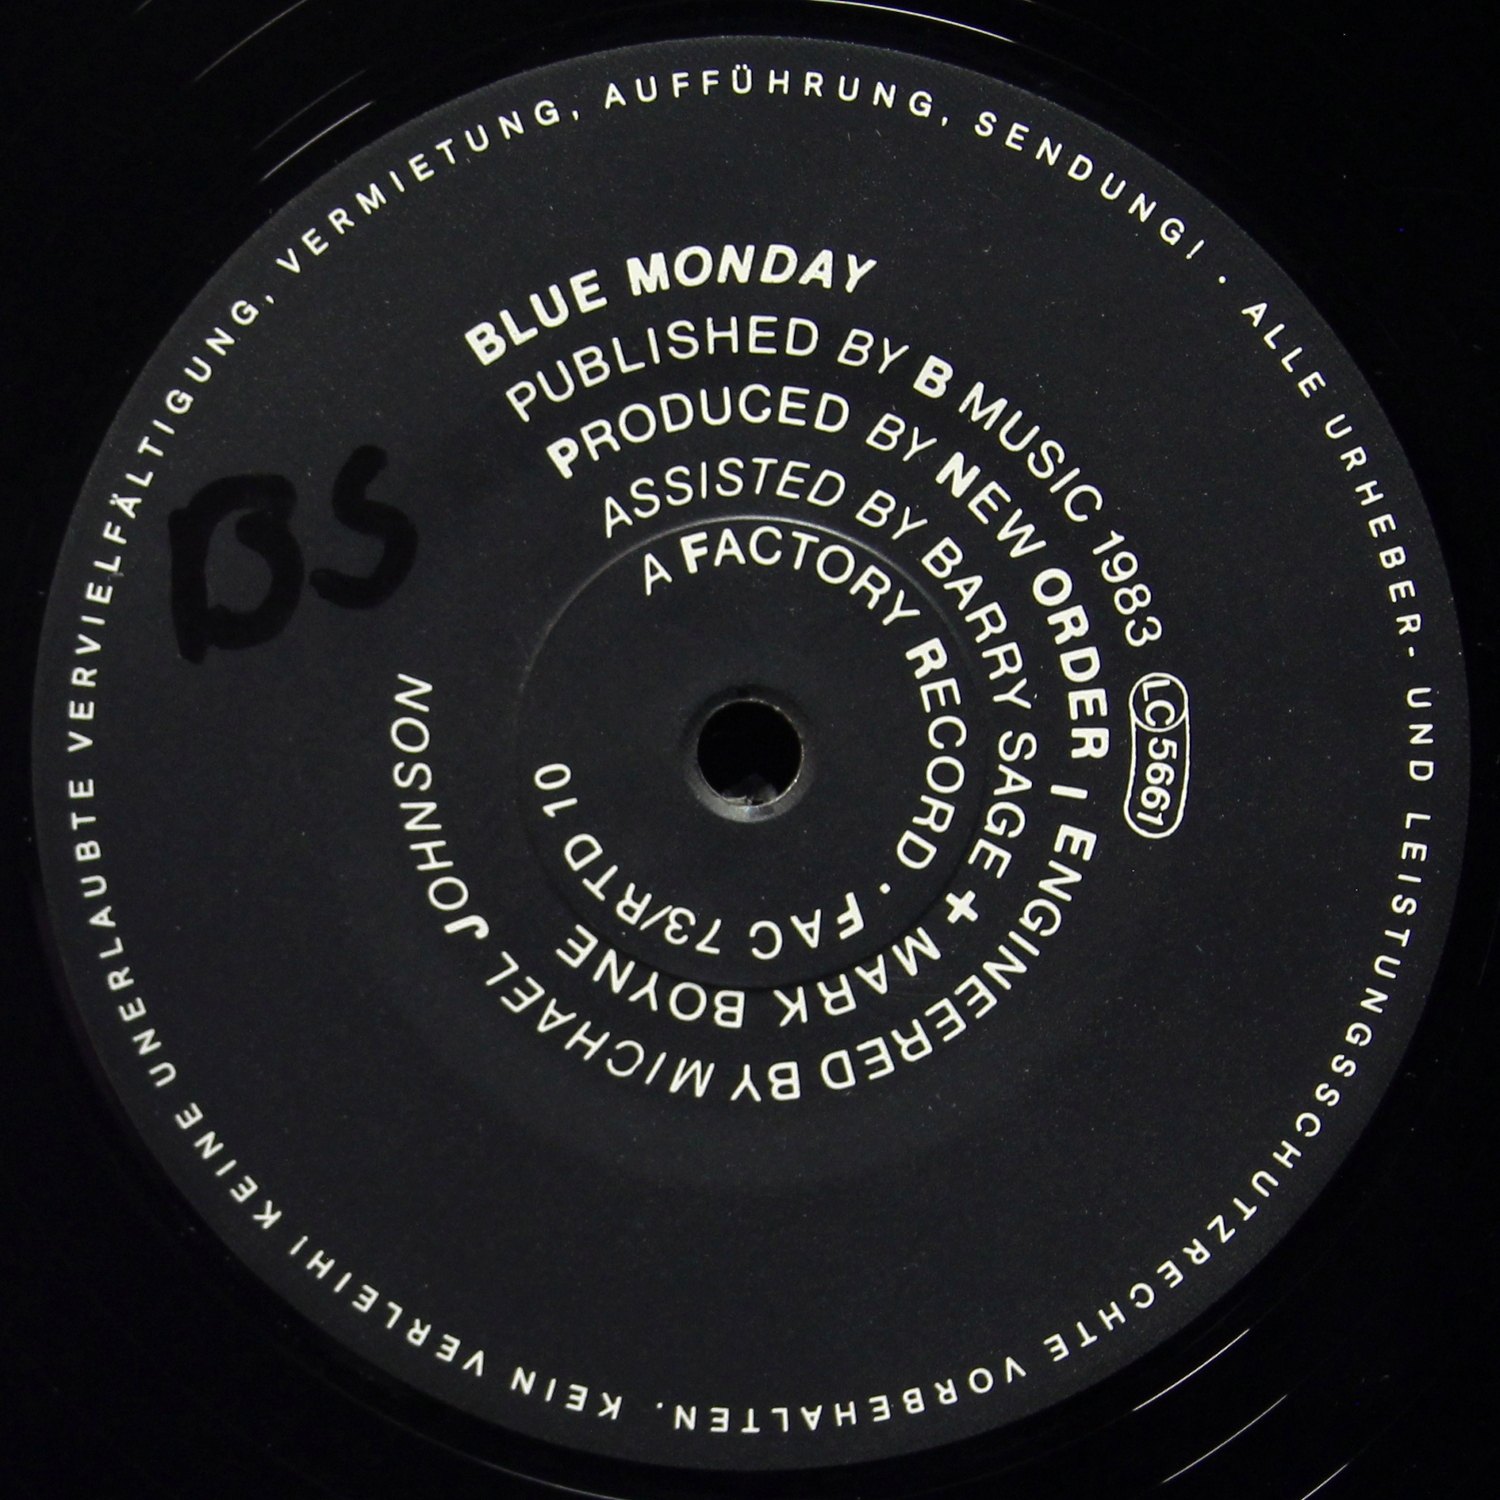 ALLE URHEBER- UND LEISTUNGSSCHUTZRECHTE VORBEHALTEN. KEIN VERLEIH! KEINE UNERLAUBTE VERVIELFÄLTIGUNG, VERMIETUNG, AUFFÜHRUNG, SENDUNG! ·
BLUE MONDAY
PUBLISHED BY B MUSIC 1983 LC 5661
PRODUCED BY NEW ORDER I ENGINEERED BY MICHAEL JOHNSON
ASSISTED BY BARRY SAGE + MARK BOYNE
A FACTORY RECORD · FAC 73/RTD 10
BS